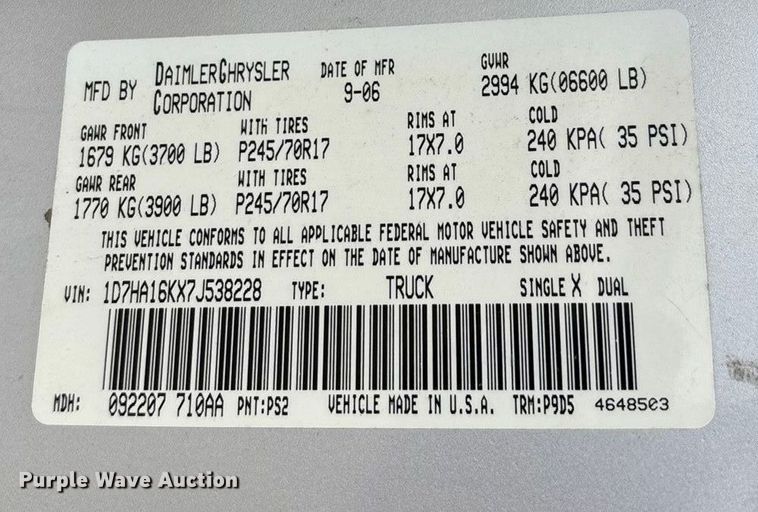 MFD BY DAIMLERCHRYSLER CORPORATION DATE OF MFR 9-06 GVWR 2994 KG(06600 LB)
GAWR FRONT WITH TIRES RIMS AT COLD
1679 KG(3700 LB) P245/70R17 17X7.0 240 KPA( 35 PSI)
GAWR REAR WITH TIRES RIMS AT COLD
1770 KG(3900 LB) P245/70R17 17X7.0 240 KPA( 35 PSI)
THIS VEHICLE CONFORMS TO ALL APPLICABLE FEDERAL MOTOR VEHICLE SAFETY AND THEFT
PREVENTION STANDARDS IN EFFECT ON THE DATE OF MANUFACTURE SHOWN ABOVE.
VIN: 1D7HA16KX7J538228 TYPE: TRUCK SINGLE X DUAL
MDH: 092207 710AA PNT:PS2 VEHICLE MADE IN U.S.A. TRM:P9D5 4648503
Purple Wave Auction